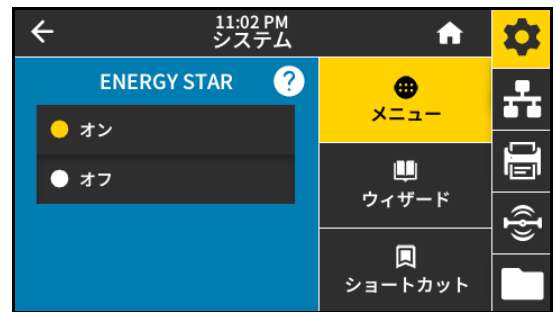 11:02 PM
システム
ENERGY STAR ?
オン
オフ
メニュー
ウィザード
ショートカット